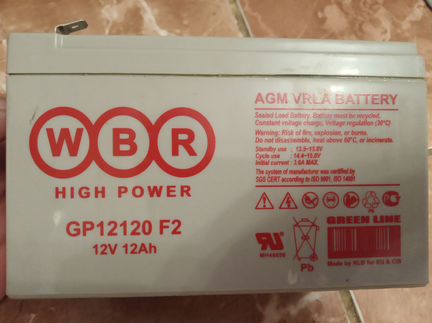 WBR
HIGH POWER
GP12120 F2
12V 12Ah
AGM VRLA BATTERY
Sealed Lead Battery. Battery must be recycled.
Constant voltage charge, Voltage regulation (30°C)
Warning: Risk of fire, explosion, or burns.
Do not disassemble, heat above 60°C, or incinerate.
Standby use : 13.5~13.8V
Cycle use : 14.4~15.0V
Initial current : 3.6A MAX.
The system of manufacture was certified by
SGS CERT according to ISO 9001, ISO 14001
Pb
GREEN LINE
Made by KLB for RU & CIS